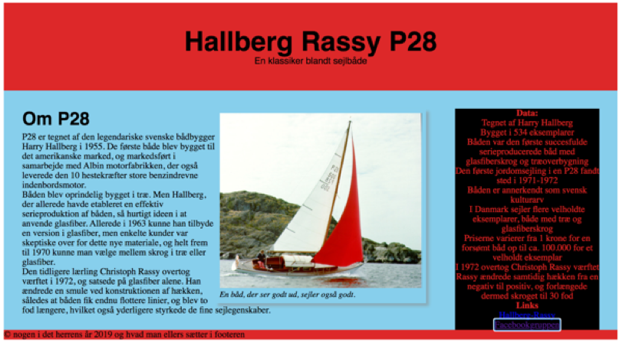 Hallberg Rassy P28
En klassiker blandt sejlbåde
Om P28
P28 er tegnet af den legendariske svenske bådbygger
Harry Hallberg i 1955. De første både blev bygget til
det amerikanske marked, og markedsført i
samarbejde med Albin motorfabrikken, der også
leverede den 10 hestekræfter store benzindrevne
indenbordsmotor.
Båden blev oprindelig bygget i træ. Men Hallberg,
der allerede havde etableret en effektiv
serieproduktion af båden, så hurtigt ideen i at
anvende glasfiber. Allerede i 1963 kunne han tilbyde
en version i glasfiber, men enkelte kunder var
skeptiske over for dette nye materiale, og helt frem
til 1970 kunne man vælge mellem skrog i træ eller
glasfiber.
Den tidligere lærling Christoph Rassy overtog
værftet i 1972, og satsede på glasfiber alene. Han
ændrede en smule ved konstruktionen af hækken,
således at båden fik endnu flottere linier, og blev to
fod længere, hvilket også yderligere styrkede de fine sejlegenskaber.
En båd, der ser godt ud, sejler også godt.
Data:
Tegnet af Harry Hallberg
Bygget i 534 eksemplarer
Båden var den første succesfulde
serieproducerede båd med
glasfiberskrog og træoverbygning
Den første jordomsejling i en P28 fandt
sted i 1971-1972
Båden er annerkendt som svensk
kulturarv
I Danmark sejler flere velholdte
eksemplarer, både med træ og
glasfiberskrog
Priserne varierer fra 1 krone for en
forsømt båd op til ca. 100.000 for et
velholdt eksemplar
I 1972 overtog Christoph Rassy værftet
Rassy ændrede samtidig hækken fra en
negativ til positiv, og forlængede
dermed skroget til 30 fod
Links
Hallberg-Rassy
Facebookgruppen
© nogen i det herrens år 2019 og hvad man ellers sætter i footeren